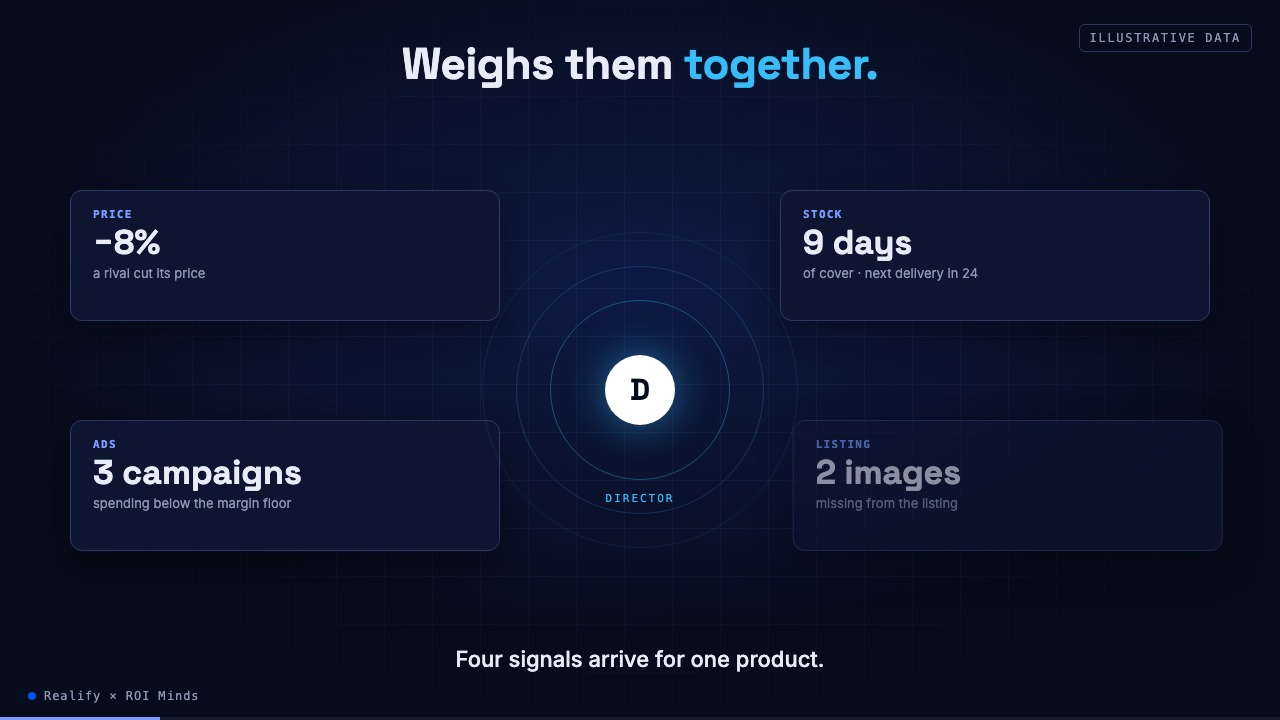 ILLUSTRATIVE DATA
Weighs them together.
PRICE
−8%
a rival cut its price
STOCK
9 days
of cover · next delivery in 24
D
DIRECTOR
ADS
3 campaigns
spending below the margin floor
LISTING
2 images
missing from the listing
Four signals arrive for one product.
Realify × ROI Minds